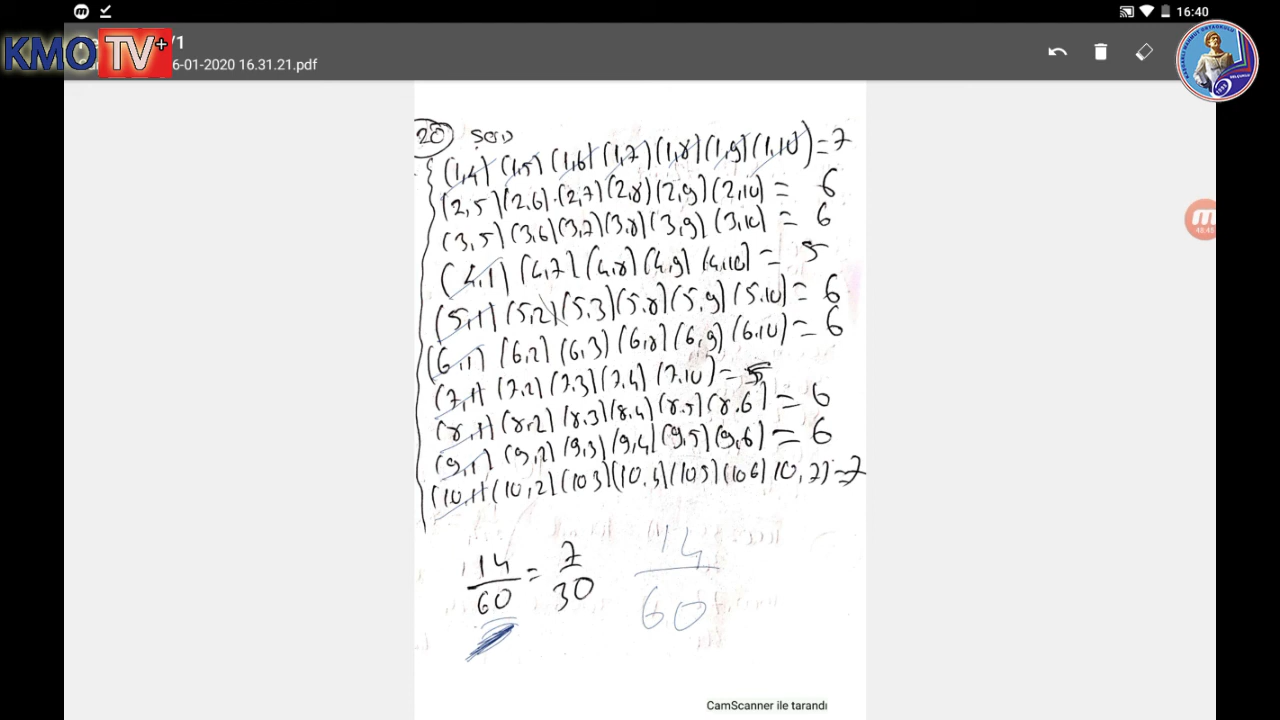 16:40
KMO TV+
/1
6-01-2020 16.31.21.pdf
20 soru
(1,4) (1,5) (1,6) (1,7) (1,8) (1,9) (1,10) = 7
(2,5) (2,6) (2,7) (2,8) (2,9) (2,10) = 6
(3,5) (3,6) (3,7) (3,8) (3,9) (3,10) = 6
(4,1) (4,7) (4,8) (4,9) (4,10) = 5
(5,1) (5,2) (5.3) (5.8) (5,9) (5.10) = 6
(6,1) (6,2) (6,3) (6,8) (6,9) (6.10) = 6
(7,1) (7.2) (7.3) (7.4) (7.10) = 5
(8,1) (8,2) (8.3) (8.4) (8.5) (8.6) = 6
(9,1) (9,2) (9,3) (9,4) (9,5) (9,6) = 6
(10,1) (10,2) (10 3) (10.4) (10 5) (10 6) 10,7) = 7
14/60 = 7/30
14/60
CamScanner ile tarandı
48:45